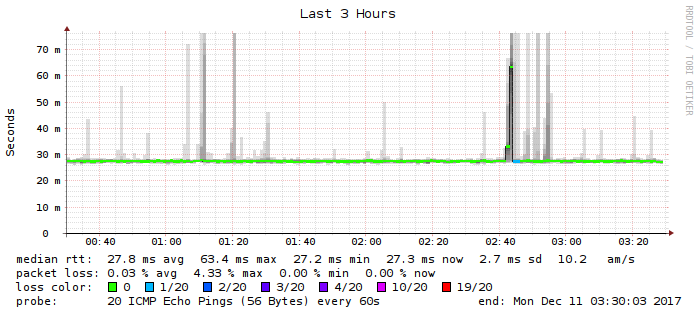 Last 3 Hours
RRDTOOL / TOBI OETIKER
Seconds
70 m
60 m
50 m
40 m
30 m
20 m
10 m
0
00:40 01:00 01:20 01:40 02:00 02:20 02:40 03:00 03:20
median rtt: 27.8 ms avg 63.4 ms max 27.2 ms min 27.3 ms now 2.7 ms sd 10.2 am/s
packet loss: 0.03 % avg 4.33 % max 0.00 % min 0.00 % now
loss color: 0 1/20 2/20 3/20 4/20 10/20 19/20
probe: 20 ICMP Echo Pings (56 Bytes) every 60s end: Mon Dec 11 03:30:03 2017